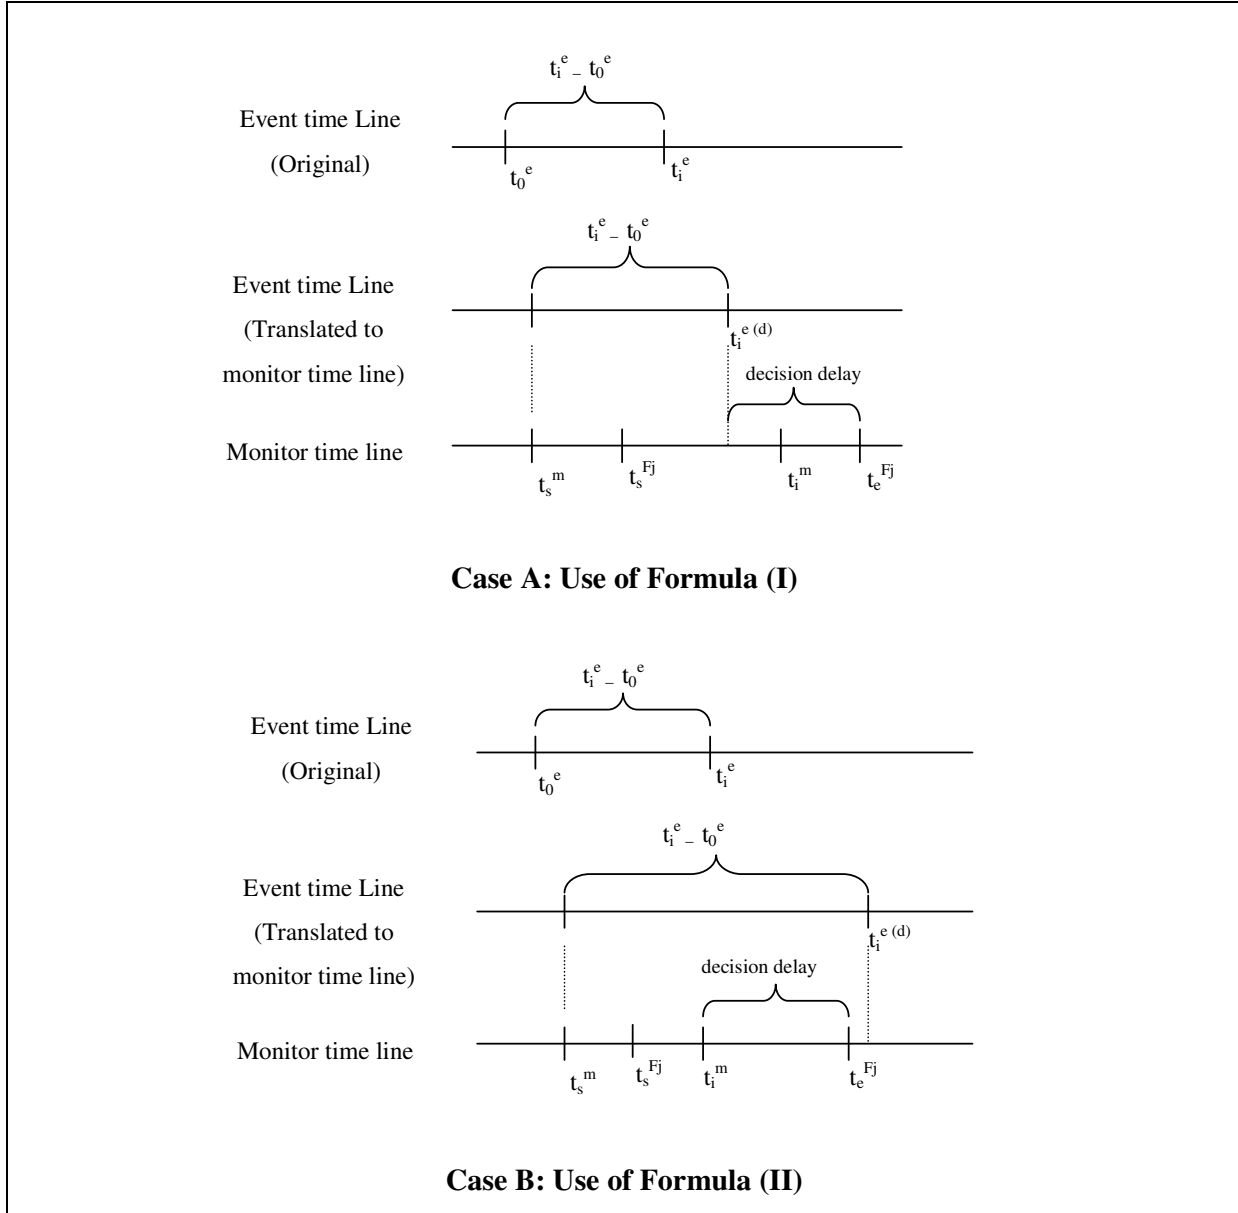 t_i^e – t_0^e
Event time Line
(Original)
t_0^e
t_i^e
t_i^e – t_0^e
Event time Line
(Translated to
monitor time line)
t_i^e (d)
decision delay
Monitor time line
t_s^m
t_s^Fj
t_i^m
t_e^Fj
Case A: Use of Formula (I)
t_i^e – t_0^e
Event time Line
(Original)
t_0^e
t_i^e
t_i^e – t_0^e
Event time Line
(Translated to
monitor time line)
t_i^e (d)
decision delay
Monitor time line
t_s^m
t_s^Fj
t_i^m
t_e^Fj
Case B: Use of Formula (II)